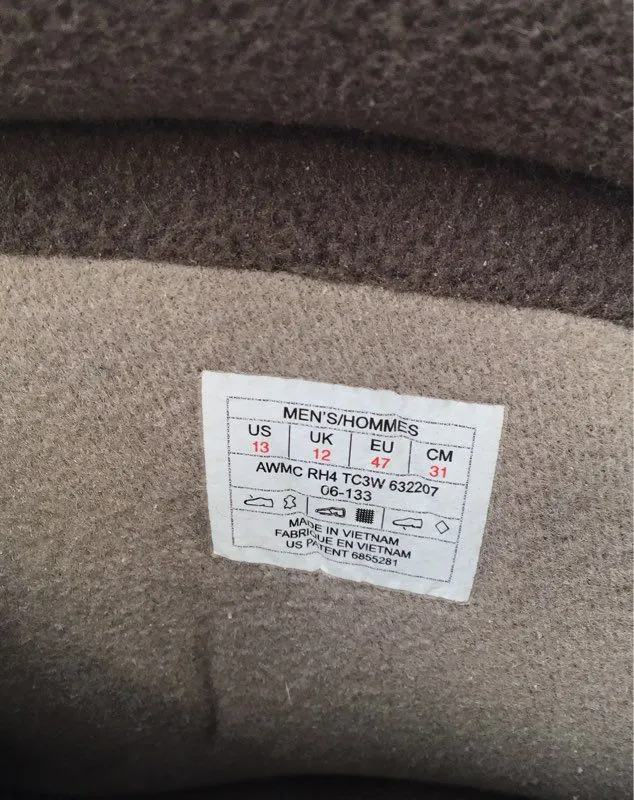 MEN'S/HOMMES
US UK EU CM
13 12 47 31
AWMC RH4 TC3W 632207
06-133
MADE IN VIETNAM
FABRIQUE EN VIETNAM
US PATENT 6855281